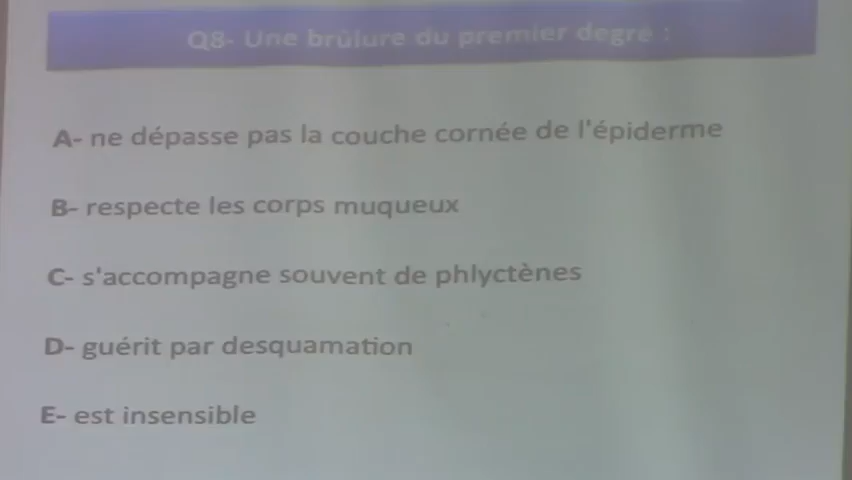 Q8- Une brûlure du premier degré :
A- ne dépasse pas la couche cornée de l'épiderme
B- respecte les corps muqueux
C- s'accompagne souvent de phlyctènes
D- guérit par desquamation
E- est insensible